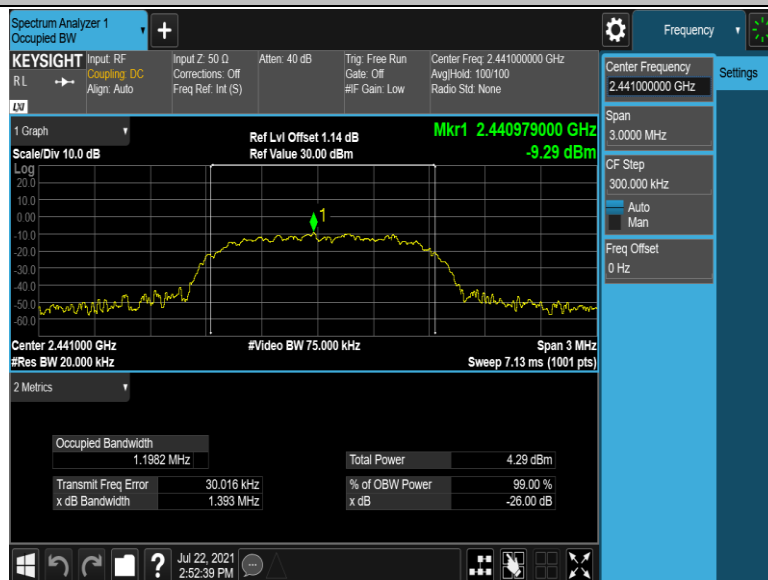 Spectrum Analyzer 1
Occupied BW
+
Frequency
KEYSIGHT
RL
LXI
Input: RF
Coupling: DC
Align: Auto
Input Z: 50 Ω
Corrections: Off
Freq Ref: Int (S)
Atten: 40 dB
Trig: Free Run
Gate: Off
#IF Gain: Low
Center Freq: 2.441000000 GHz
Avg|Hold: 100/100
Radio Std: None
Center Frequency
2.441000000 GHz
Settings
Span
3.0000 MHz
CF Step
300.000 kHz
Auto
Man
Freq Offset
0 Hz
1 Graph
Scale/Div 10.0 dB
Ref Lvl Offset 1.14 dB
Ref Value 30.00 dBm
Mkr1 2.440979000 GHz
-9.29 dBm
Log
20.0
10.0
0.00
-10.0
-20.0
-30.0
-40.0
-50.0
-60.0
1
Center 2.441000 GHz
#Res BW 20.000 kHz
#Video BW 75.000 kHz
Span 3 MHz
Sweep 7.13 ms (1001 pts)
2 Metrics
Occupied Bandwidth
1.1982 MHz
Total Power 4.29 dBm
Transmit Freq Error 30.016 kHz
% of OBW Power 99.00 %
x dB Bandwidth 1.393 MHz
x dB -26.00 dB
?
Jul 22, 2021
2:52:39 PM